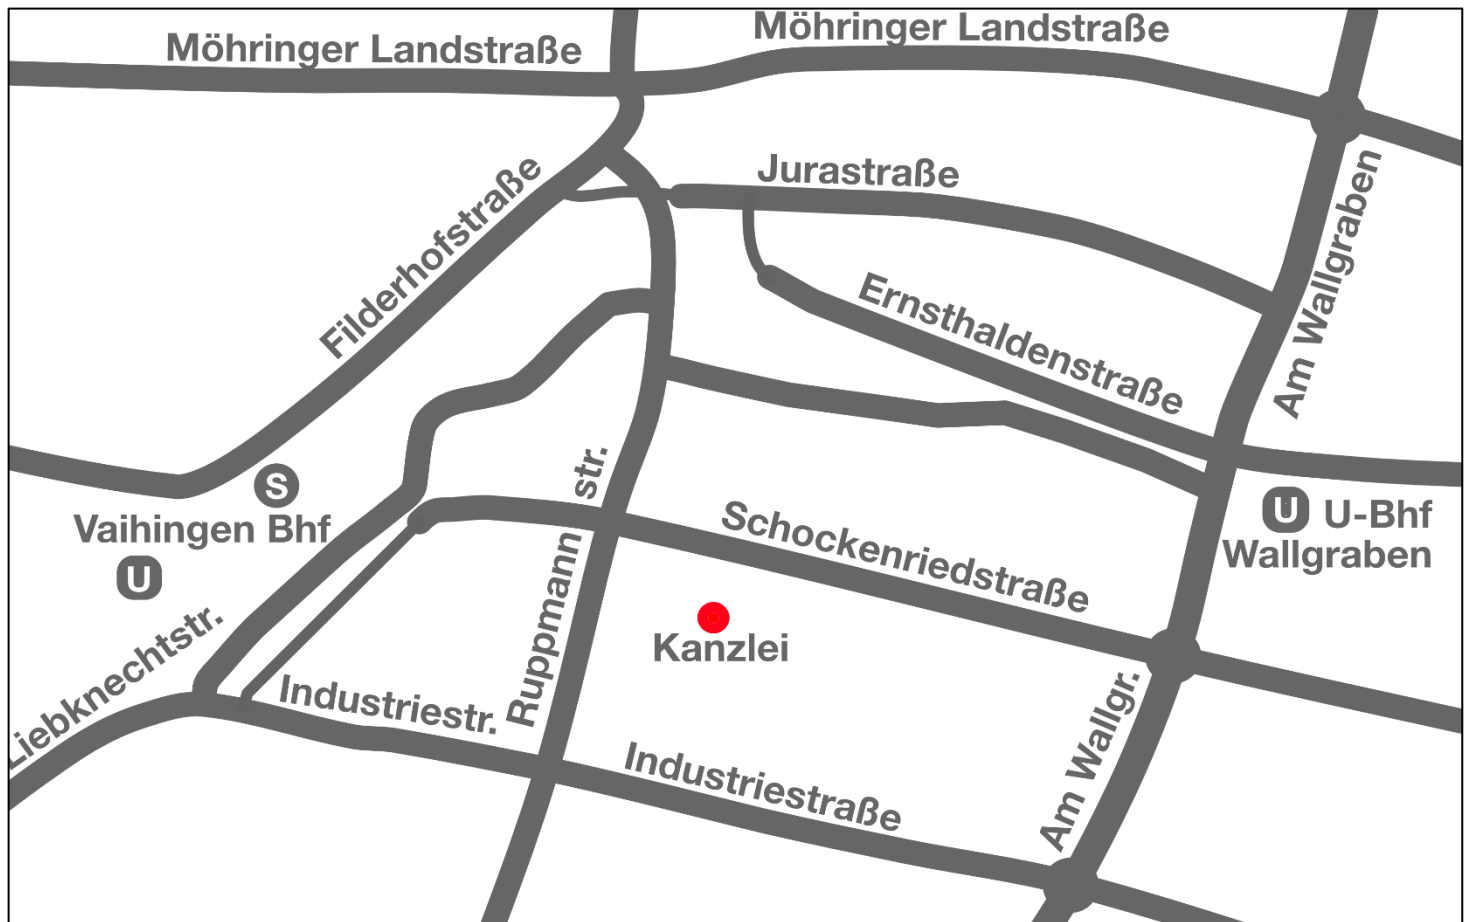 Möhringer Landstraße
Möhringer Landstraße
Jurastraße
Filderhofstraße
Am Wallgraben
Ernsthaldenstraße
S
Vaihingen Bhf
U
str.
Ruppmann
Schockenriedstraße
U U-Bhf
Wallgraben
Kanzlei
Liebknechtstr.
Industriestr.
Am Wallgr.
Industriestraße